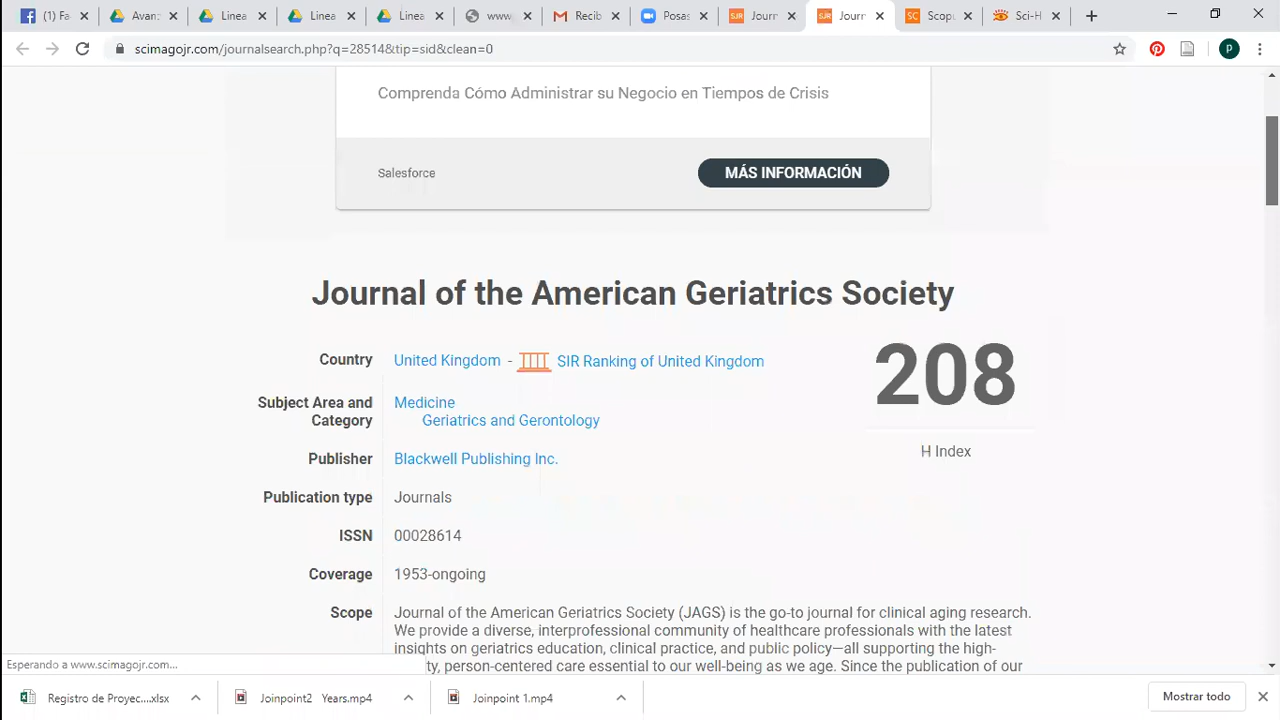 (1) Fa
Avanz
Linea
Linea
Linea
www.
Recib
Posas
Journ
Journ
Scopu
Sci-H
scimagojr.com/journalsearch.php?q=28514&tip=sid&clean=0
P
Comprenda Cómo Administrar su Negocio en Tiempos de Crisis
Salesforce
MÁS INFORMACIÓN
Journal of the American Geriatrics Society
Country
United Kingdom - SIR Ranking of United Kingdom
208
H Index
Subject Area and
Category
Medicine
Geriatrics and Gerontology
Publisher
Blackwell Publishing Inc.
Publication type
Journals
ISSN
00028614
Coverage
1953-ongoing
Scope
Journal of the American Geriatrics Society (JAGS) is the go-to journal for clinical aging research.
We provide a diverse, interprofessional community of healthcare professionals with the latest
insights on geriatrics education, clinical practice, and public policy—all supporting the high-
ty, person-centered care essential to our well-being as we age. Since the publication of our
Esperando a www.scimagojr.com...
Registro de Proyec....xlsx
Joinpoint2 Years.mp4
Joinpoint 1.mp4
Mostrar todo